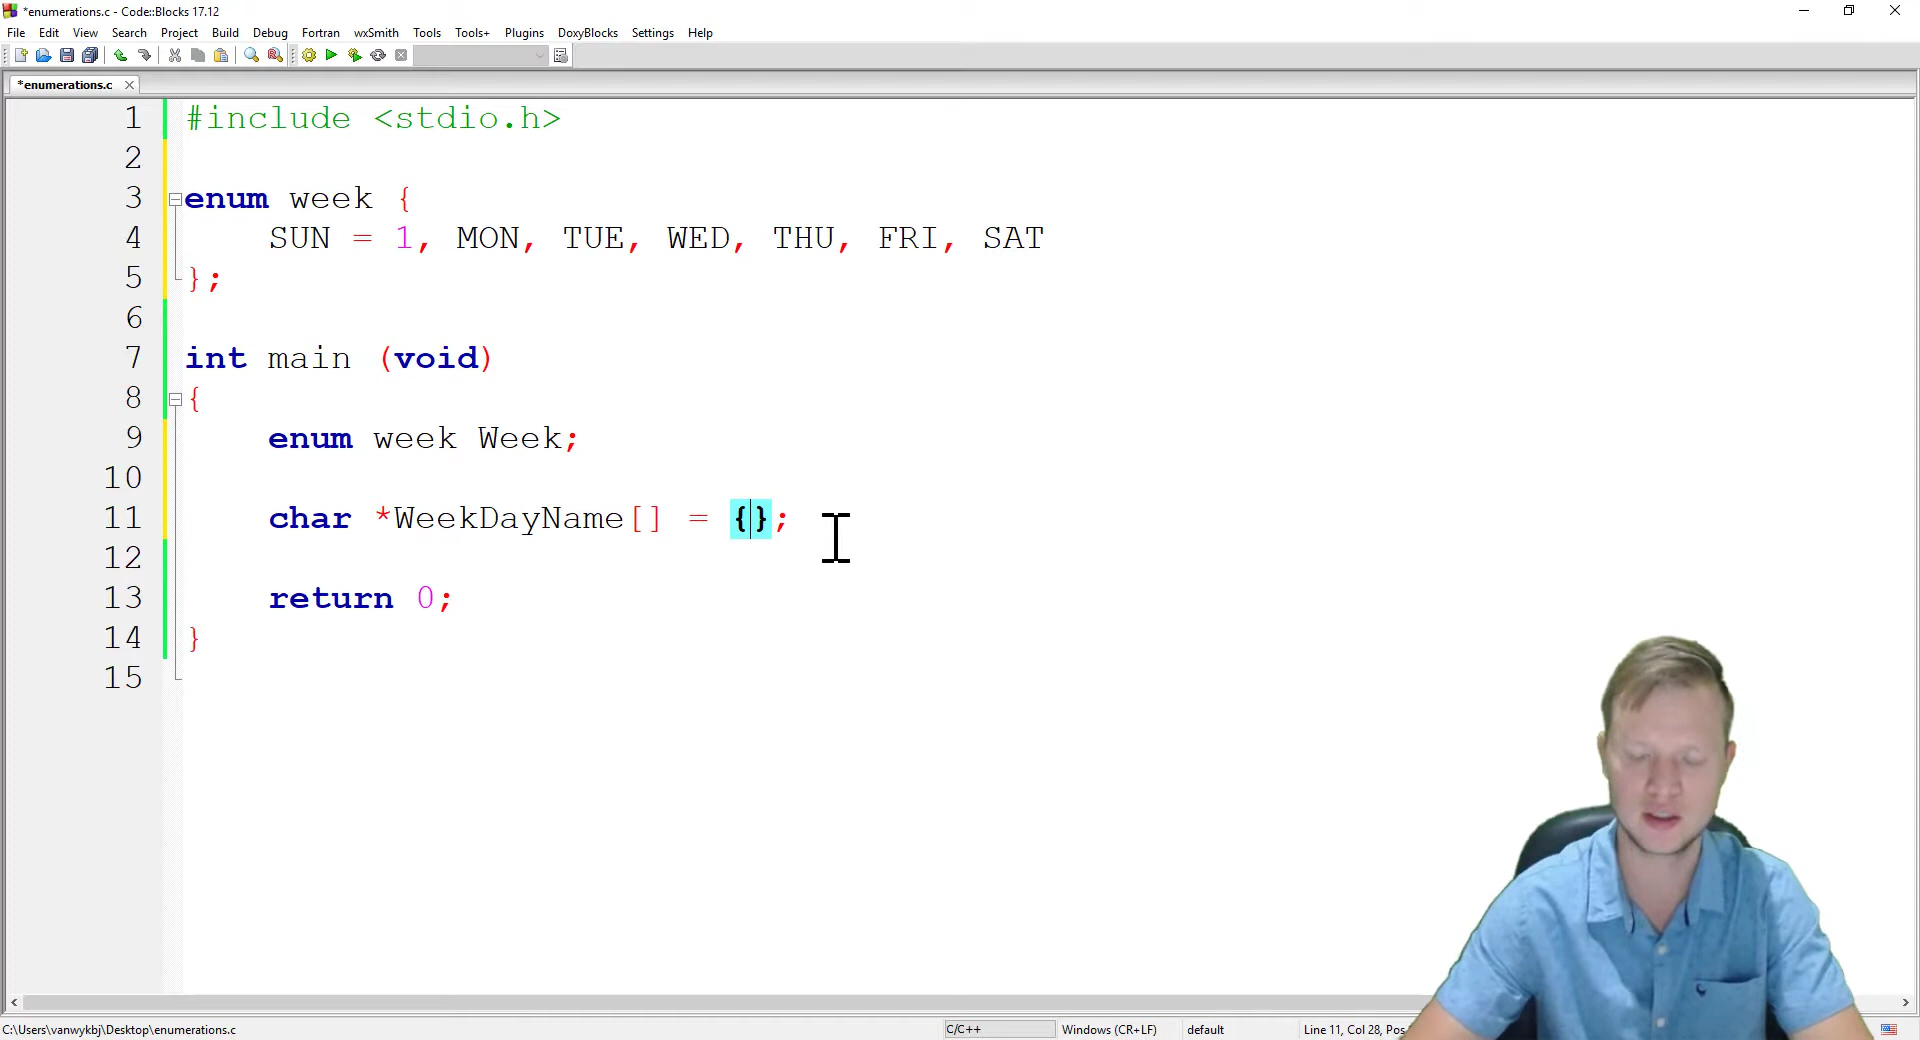 *enumerations.c - Code::Blocks 17.12
File Edit View Search Project Build Debug Fortran wxSmith Tools Tools+ Plugins DoxyBlocks Settings Help
*enumerations.c
1 #include <stdio.h>
2
3 enum week {
4 SUN = 1, MON, TUE, WED, THU, FRI, SAT
5 };
6
7 int main (void)
8 {
9 enum week Week;
10
11 char *WeekDayName[] = {};
12
13 return 0;
14 }
15
C:\Users\vanwykbj\Desktop\enumerations.c C/C++ Windows (CR+LF) default Line 11, Col 28, Pos